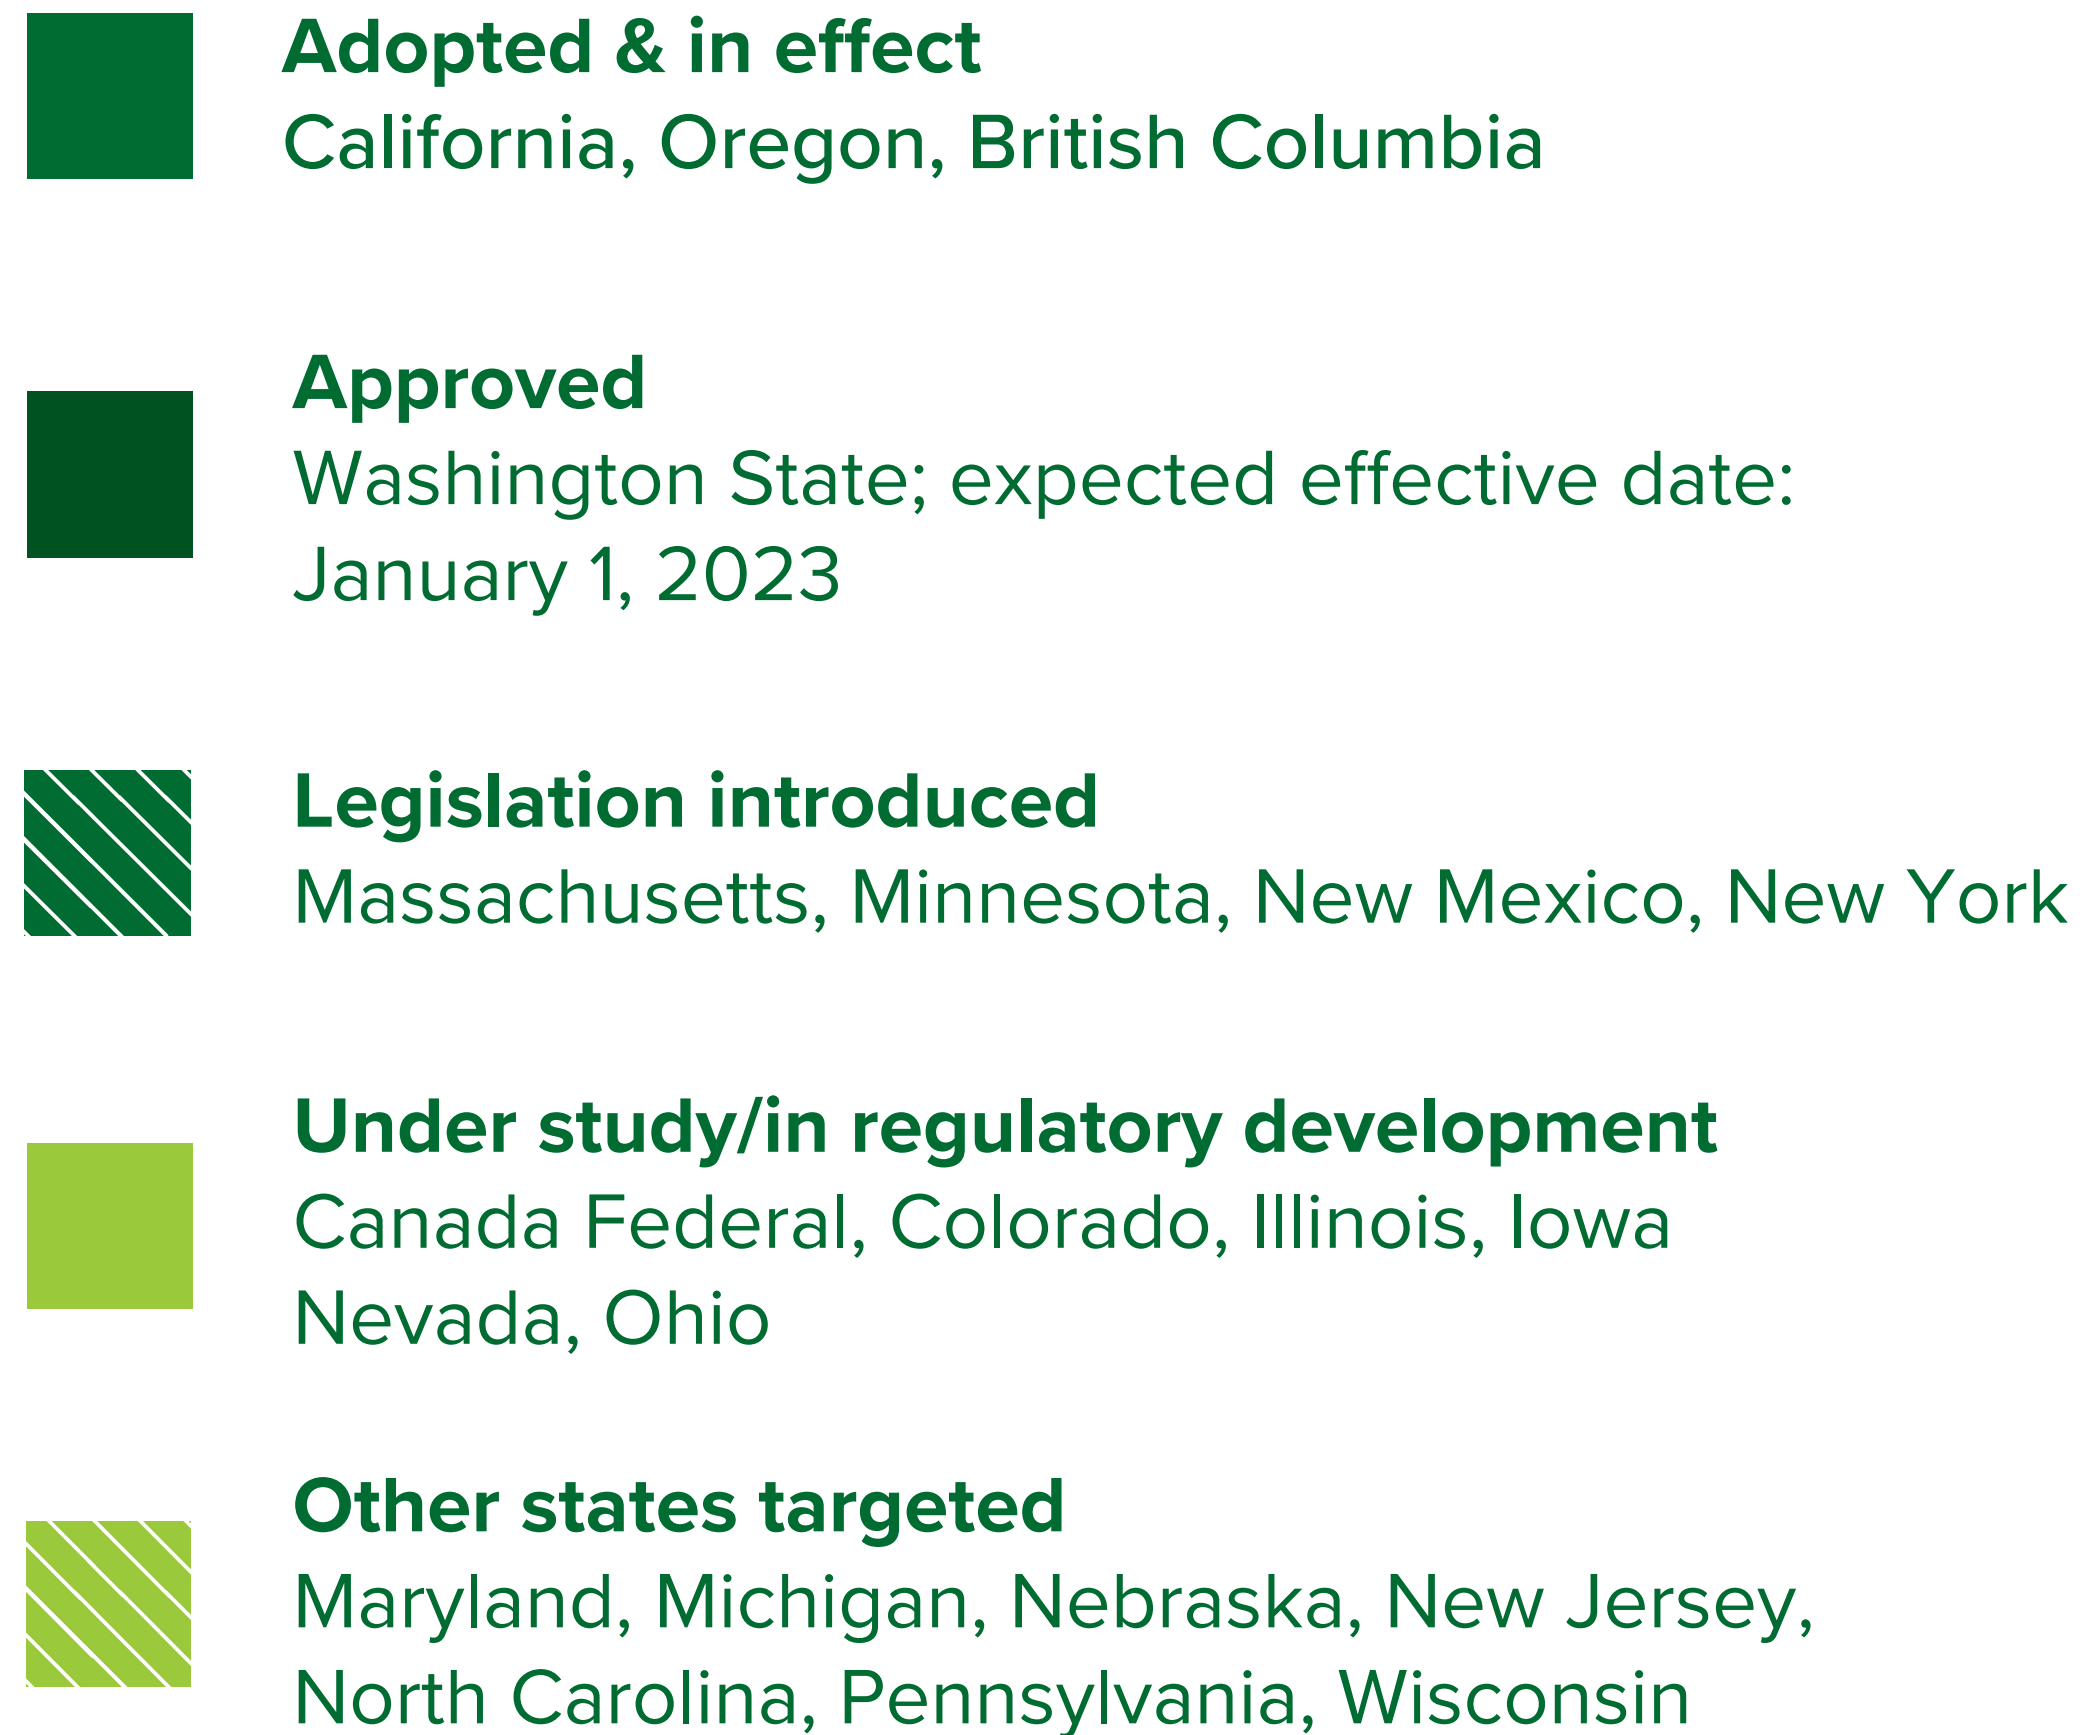 Adopted & in effect
California, Oregon, British Columbia
Approved
Washington State; expected effective date:
January 1, 2023
Legislation introduced
Massachusetts, Minnesota, New Mexico, New York
Under study/in regulatory development
Canada Federal, Colorado, Illinois, Iowa
Nevada, Ohio
Other states targeted
Maryland, Michigan, Nebraska, New Jersey,
North Carolina, Pennsylvania, Wisconsin